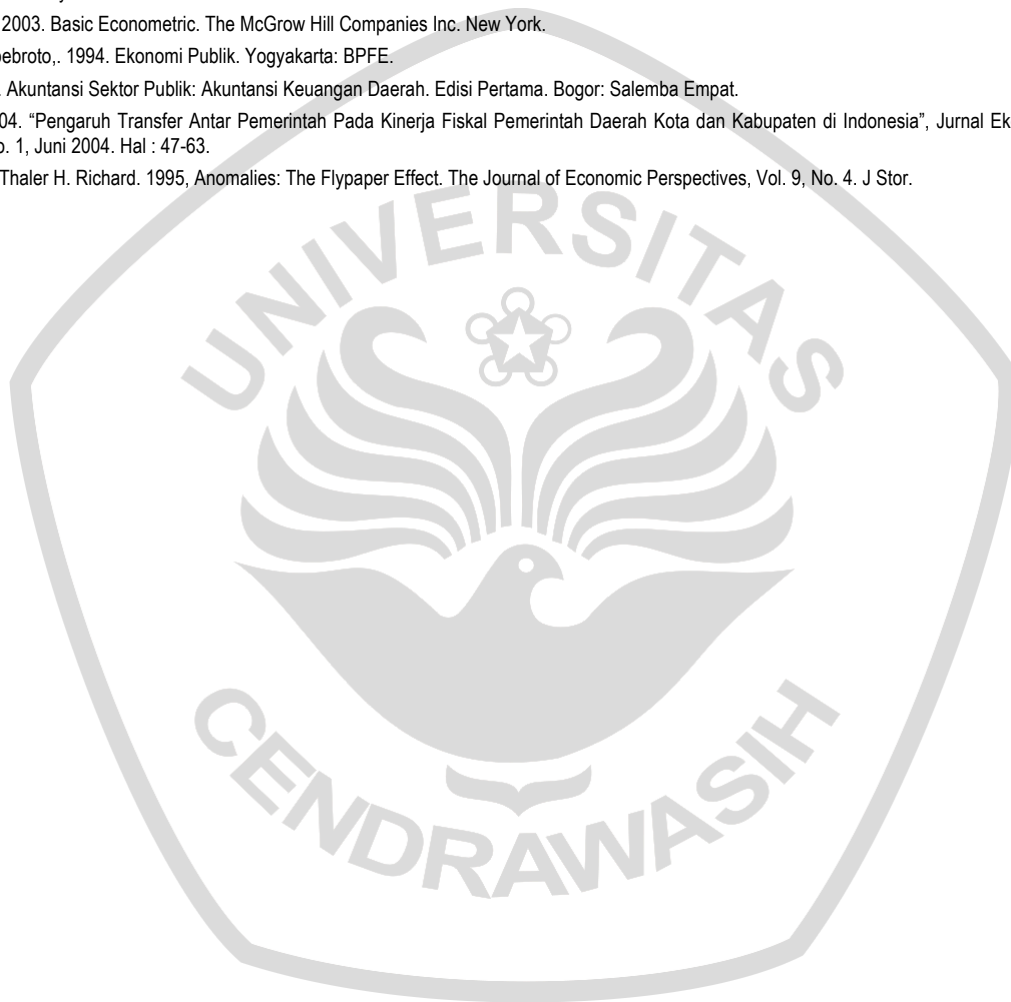 2003. Basic Econometric. The McGrow Hill Companies Inc. New York.
oebroto,. 1994. Ekonomi Publik. Yogyakarta: BPFE.
. Akuntansi Sektor Publik: Akuntansi Keuangan Daerah. Edisi Pertama. Bogor: Salemba Empat.
04. “Pengaruh Transfer Antar Pemerintah Pada Kinerja Fiskal Pemerintah Daerah Kota dan Kabupaten di Indonesia”, Jurnal Ek
o. 1, Juni 2004. Hal : 47-63.
Thaler H. Richard. 1995, Anomalies: The Flypaper Effect. The Journal of Economic Perspectives, Vol. 9, No. 4. J Stor.
UNIVERSITAS
CENDRAWASIH